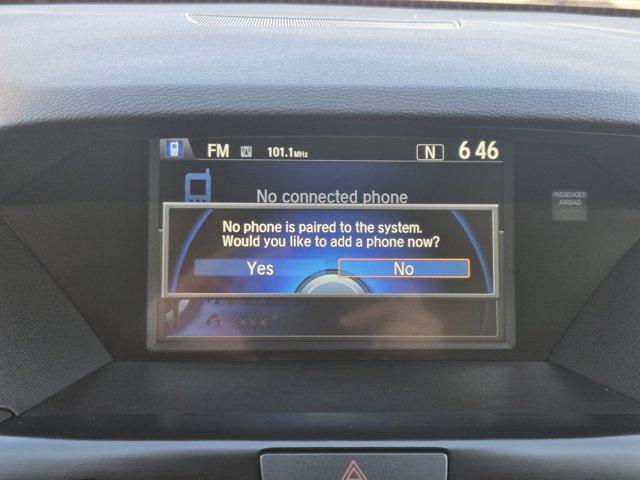 FM 101.1MHz N 6 46
No connected phone
PASSENGER
AIRBAG
No phone is paired to the system.
Would you like to add a phone now?
Yes No
****
****